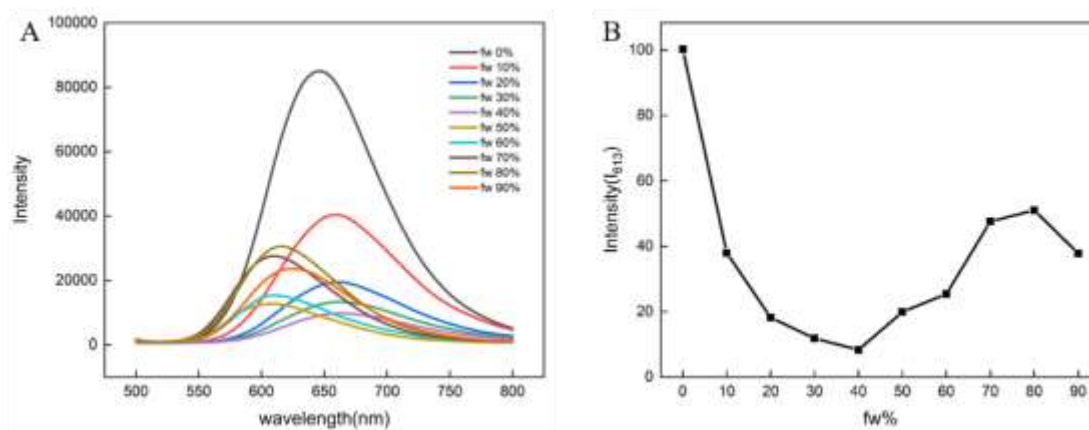 A
100000
80000
60000
40000
20000
0
Intensity
500 550 600 650 700 750 800
wavelength(nm)
fw 0%
fw 10%
fw 20%
fw 30%
fw 40%
fw 50%
fw 60%
fw 70%
fw 80%
fw 90%
B
100
80
60
40
20
0
Intensity(I₆₁₃)
0 10 20 30 40 50 60 70 80 90
fw%